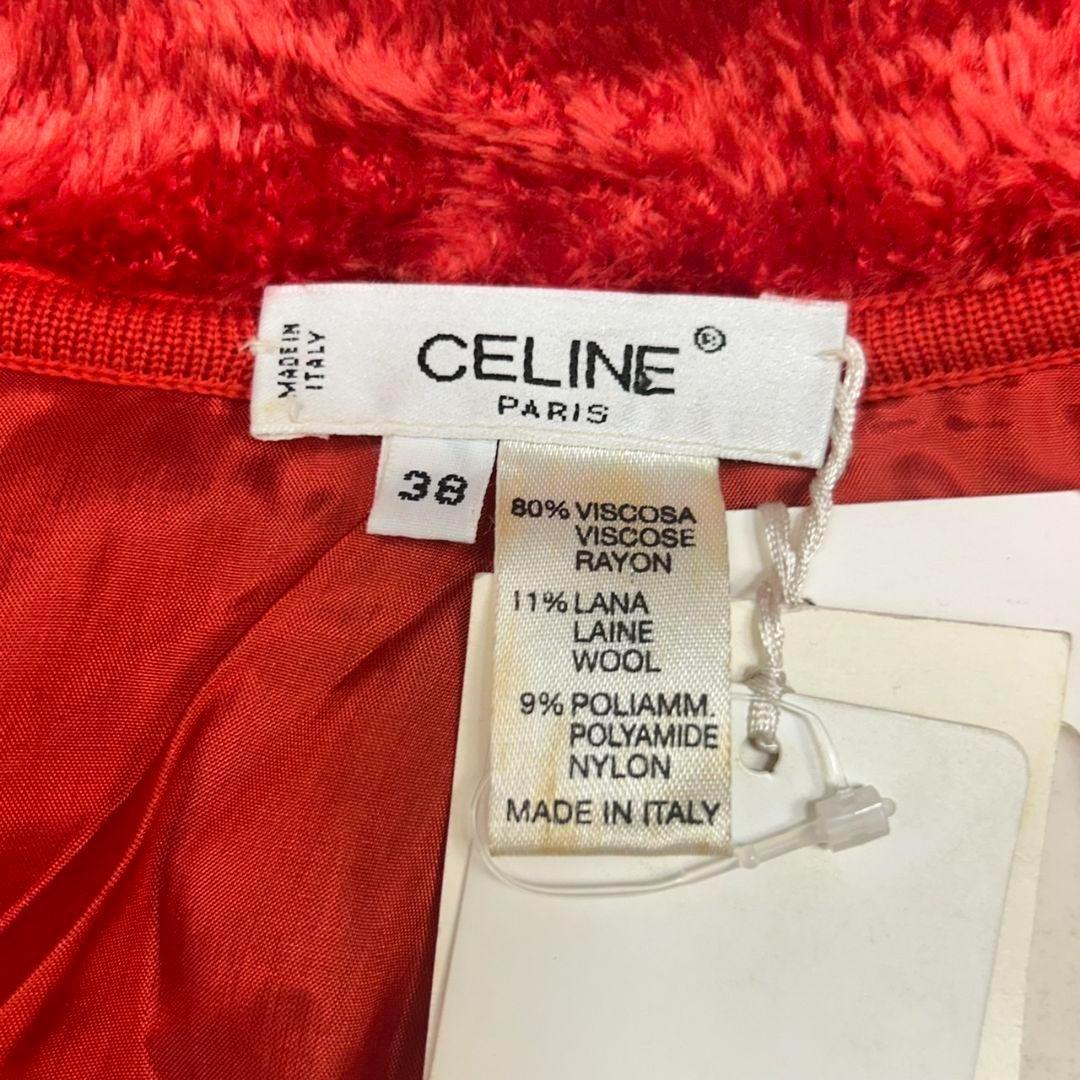 MADE IN
ITALY
CELINE ®
PARIS
38
80% VISCOSA
VISCOSE
RAYON
11% LANA
LAINE
WOOL
9% POLIAMM.
POLYAMIDE
NYLON
MADE IN ITALY